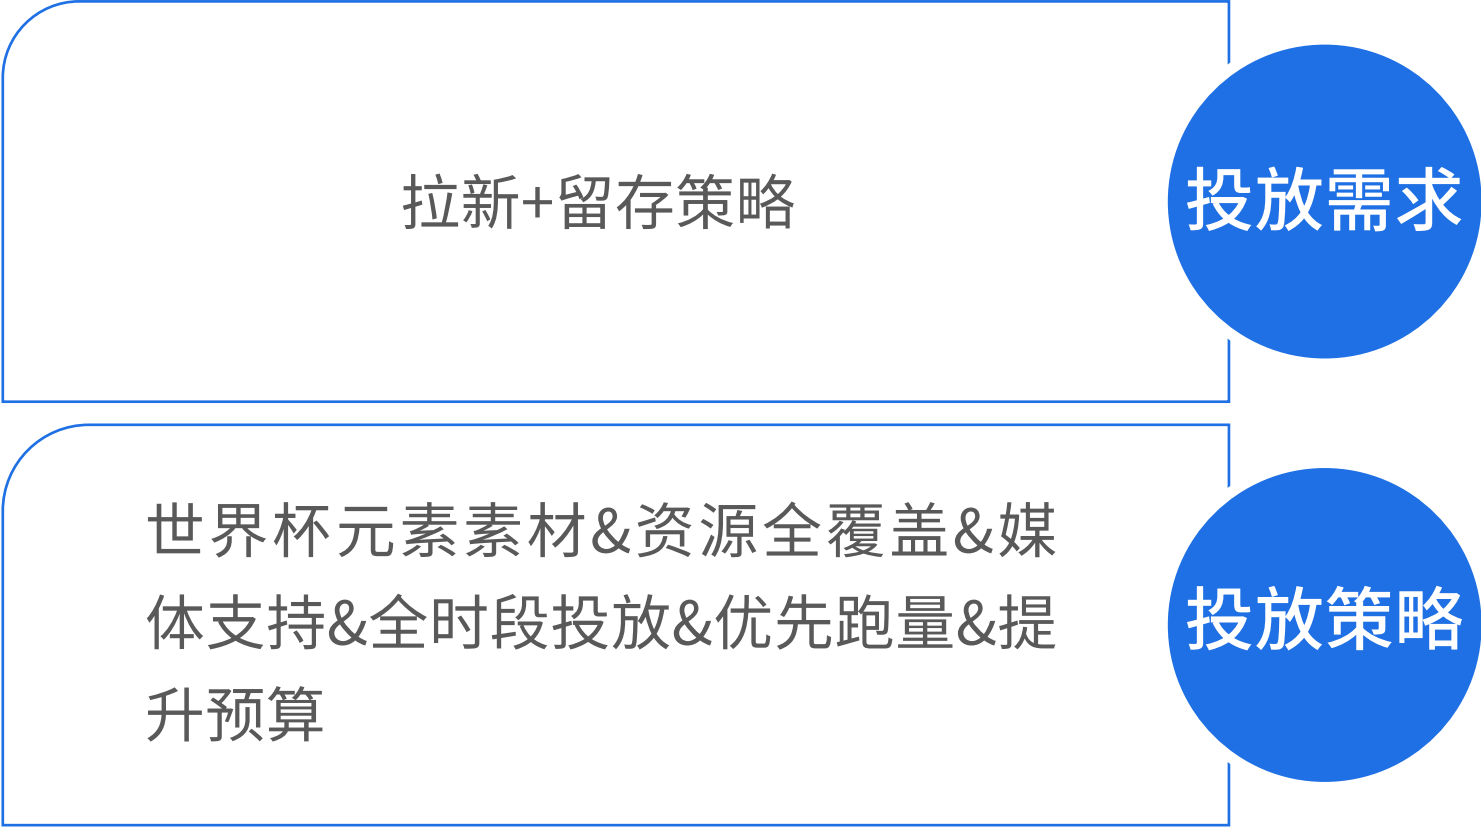 拉新+留存策略
投放需求
世界杯元素素材&资源全覆盖&媒
体支持&全时段投放&优先跑量&提
升预算
投放策略